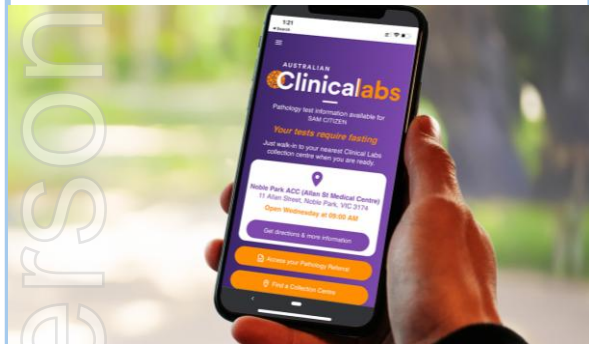 erson
1:21
Search
AUSTRALIAN
Clinicalabs
Pathology test information available for
SAM CITIZEN
Your tests require fasting
Just walk-in to your nearest Clinical Labs
collection centre when you are ready.
Noble Park ACC (Allan St Medical Centre)
11 Allan Street, Noble Park, VIC 3174
Open Wednesday at 09:00 AM
Get directions & more information
Access your Pathology Referral
Find a Collection Centre